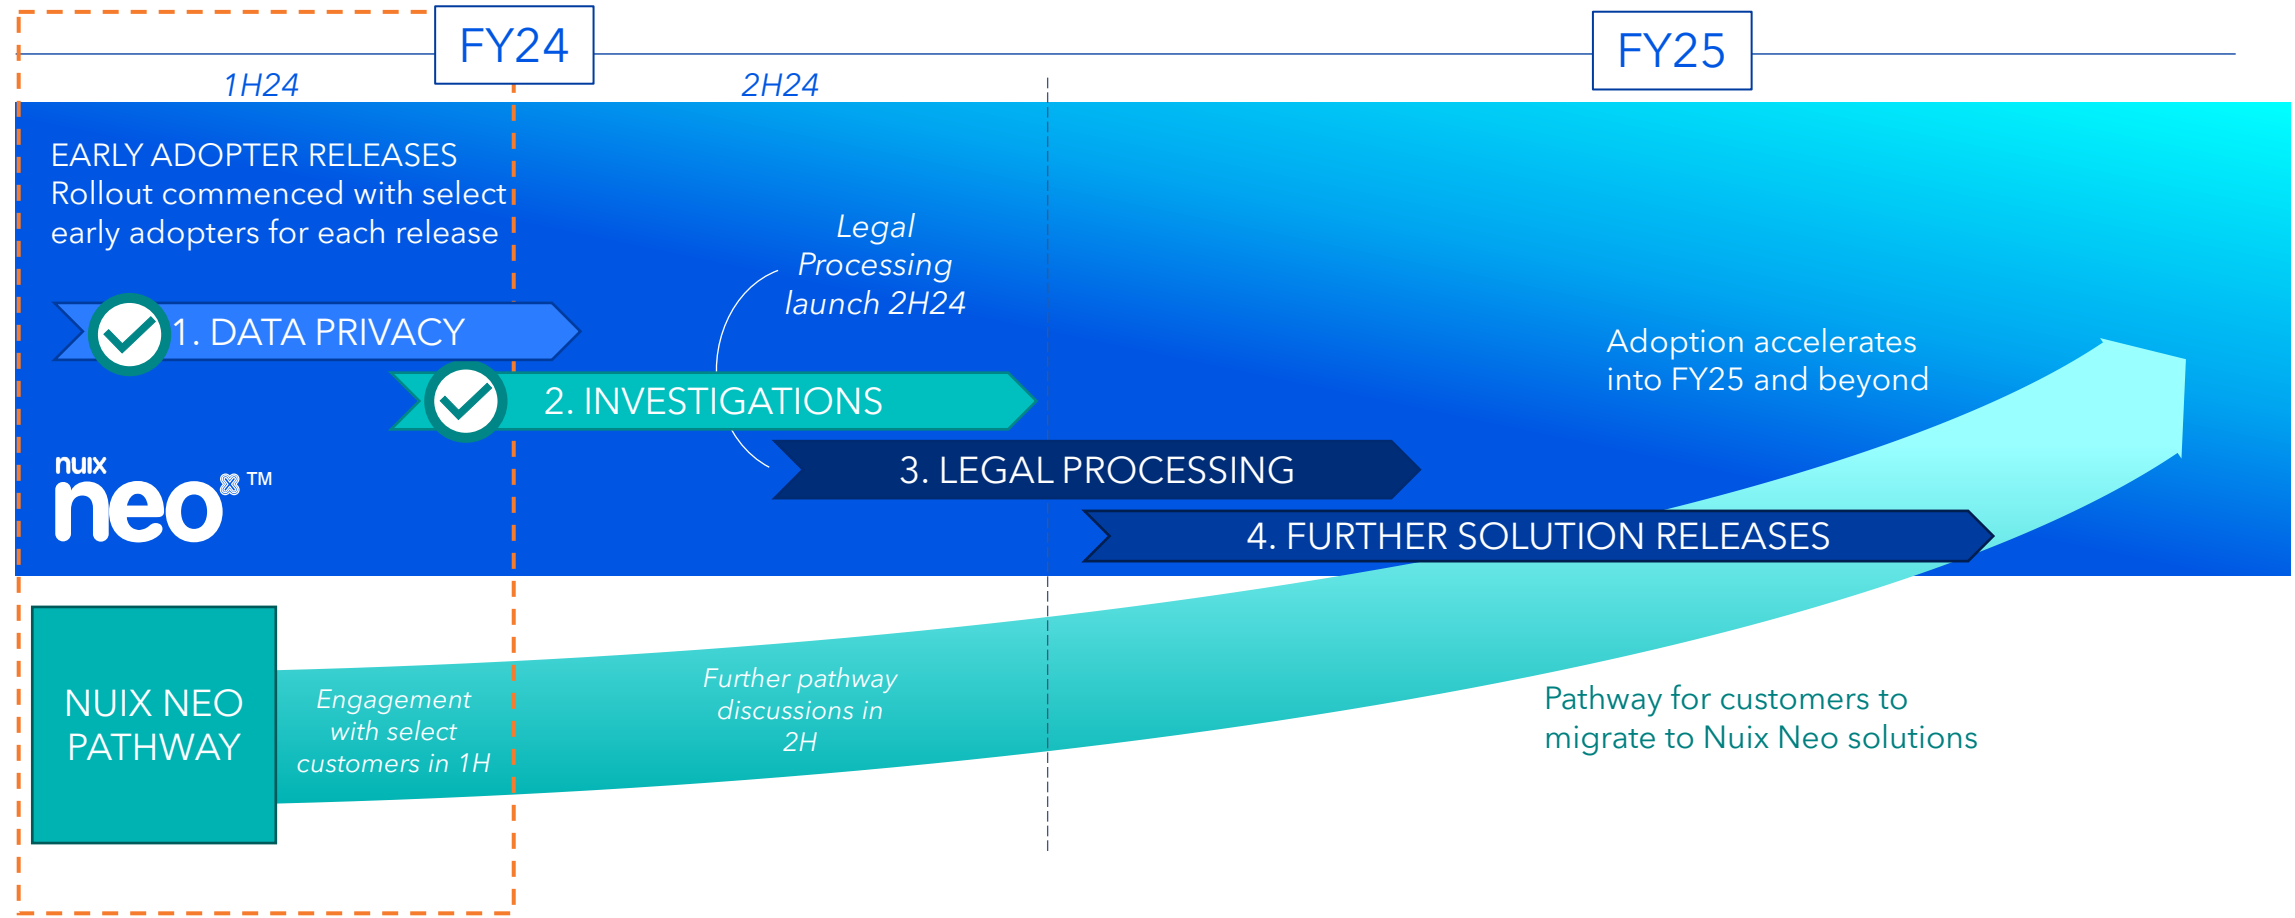 FY24
FY25
1H24
2H24
EARLY ADOPTER RELEASES
Rollout commenced with select
early adopters for each release
Legal
Processing
launch 2H24
1. DATA PRIVACY
2. INVESTIGATIONS
3. LEGAL PROCESSING
4. FURTHER SOLUTION RELEASES
Adoption accelerates
into FY25 and beyond
nuix
neo TM
NUIX NEO
PATHWAY
Engagement
with select
customers in 1H
Further pathway
discussions in
2H
Pathway for customers to
migrate to Nuix Neo solutions